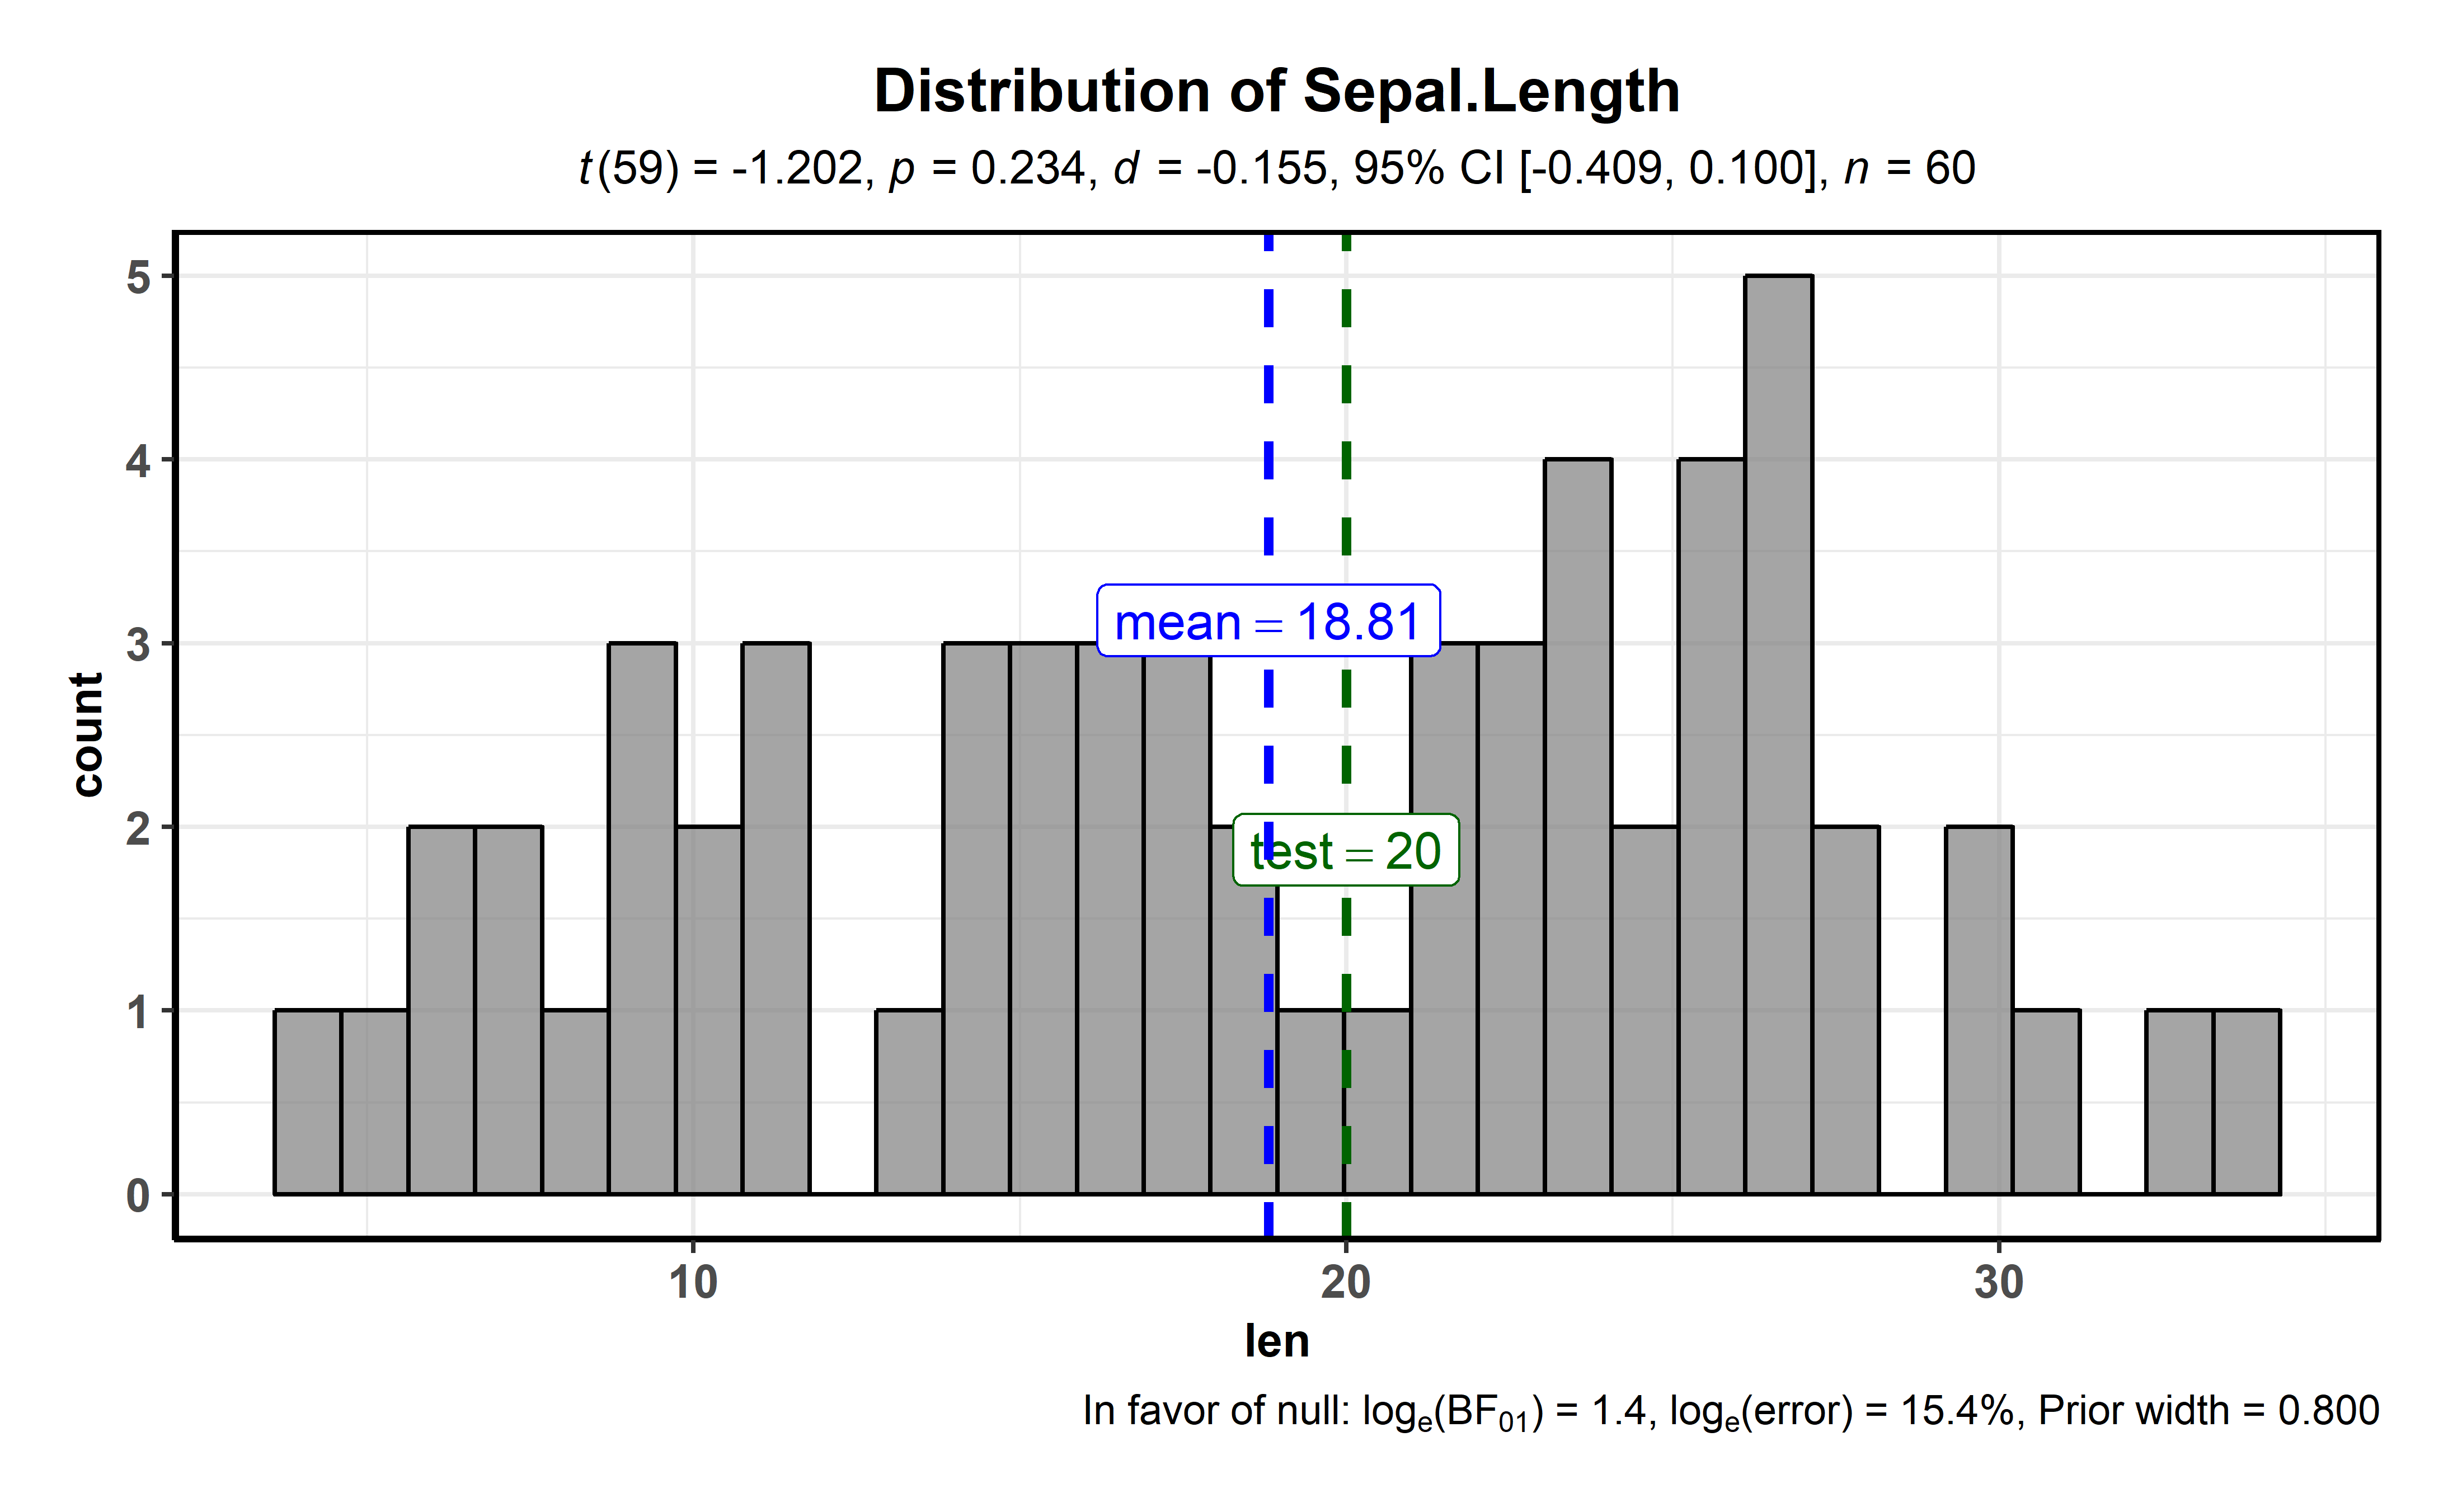 Distribution of Sepal.Length
t(59) = -1.202, p = 0.234, d = -0.155, 95% CI [-0.409, 0.100], n = 60
5
4
3
2
1
0
count
mean = 18.81
test = 20
10 20 30
len
In favor of null: logₑ(BF₀₁) = 1.4, logₑ(error) = 15.4%, Prior width = 0.800